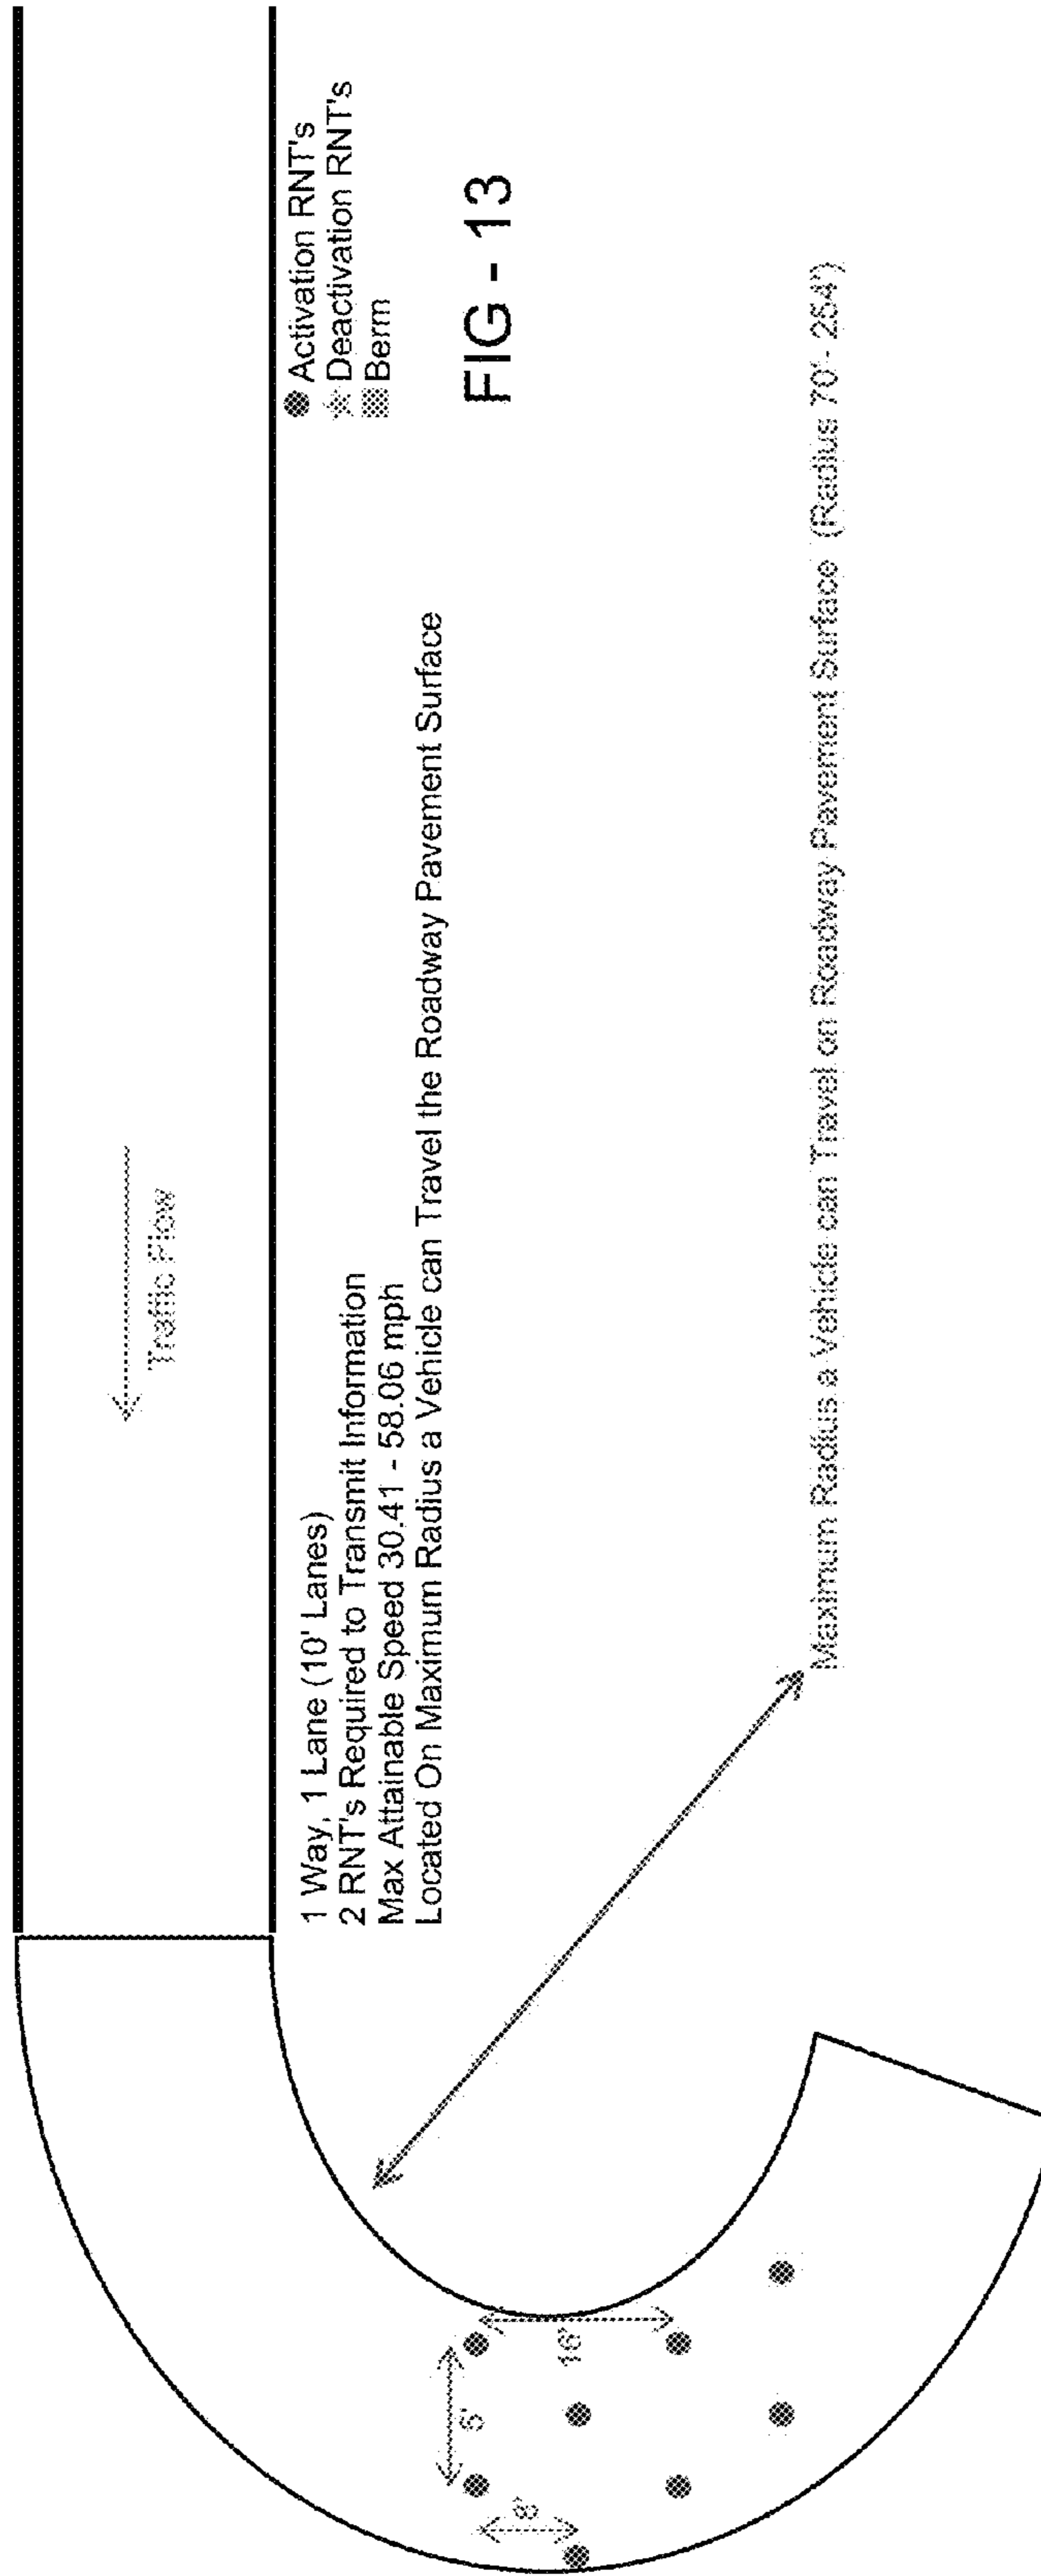 Traffic Flow
1 Way, 1 Lane (10' Lanes)
2 RNT's Required to Transmit Information
Max Attainable Speed 30.41 - 58.06 mph
Located On Maximum Radius a Vehicle can Travel the Roadway Pavement Surface
Activation RNT's
Deactivation RNT's
Berm
FIG - 13
Maximum Radius a Vehicle can Travel on Roadway Pavement Surface (Radius 70' - 254')
8'
16'